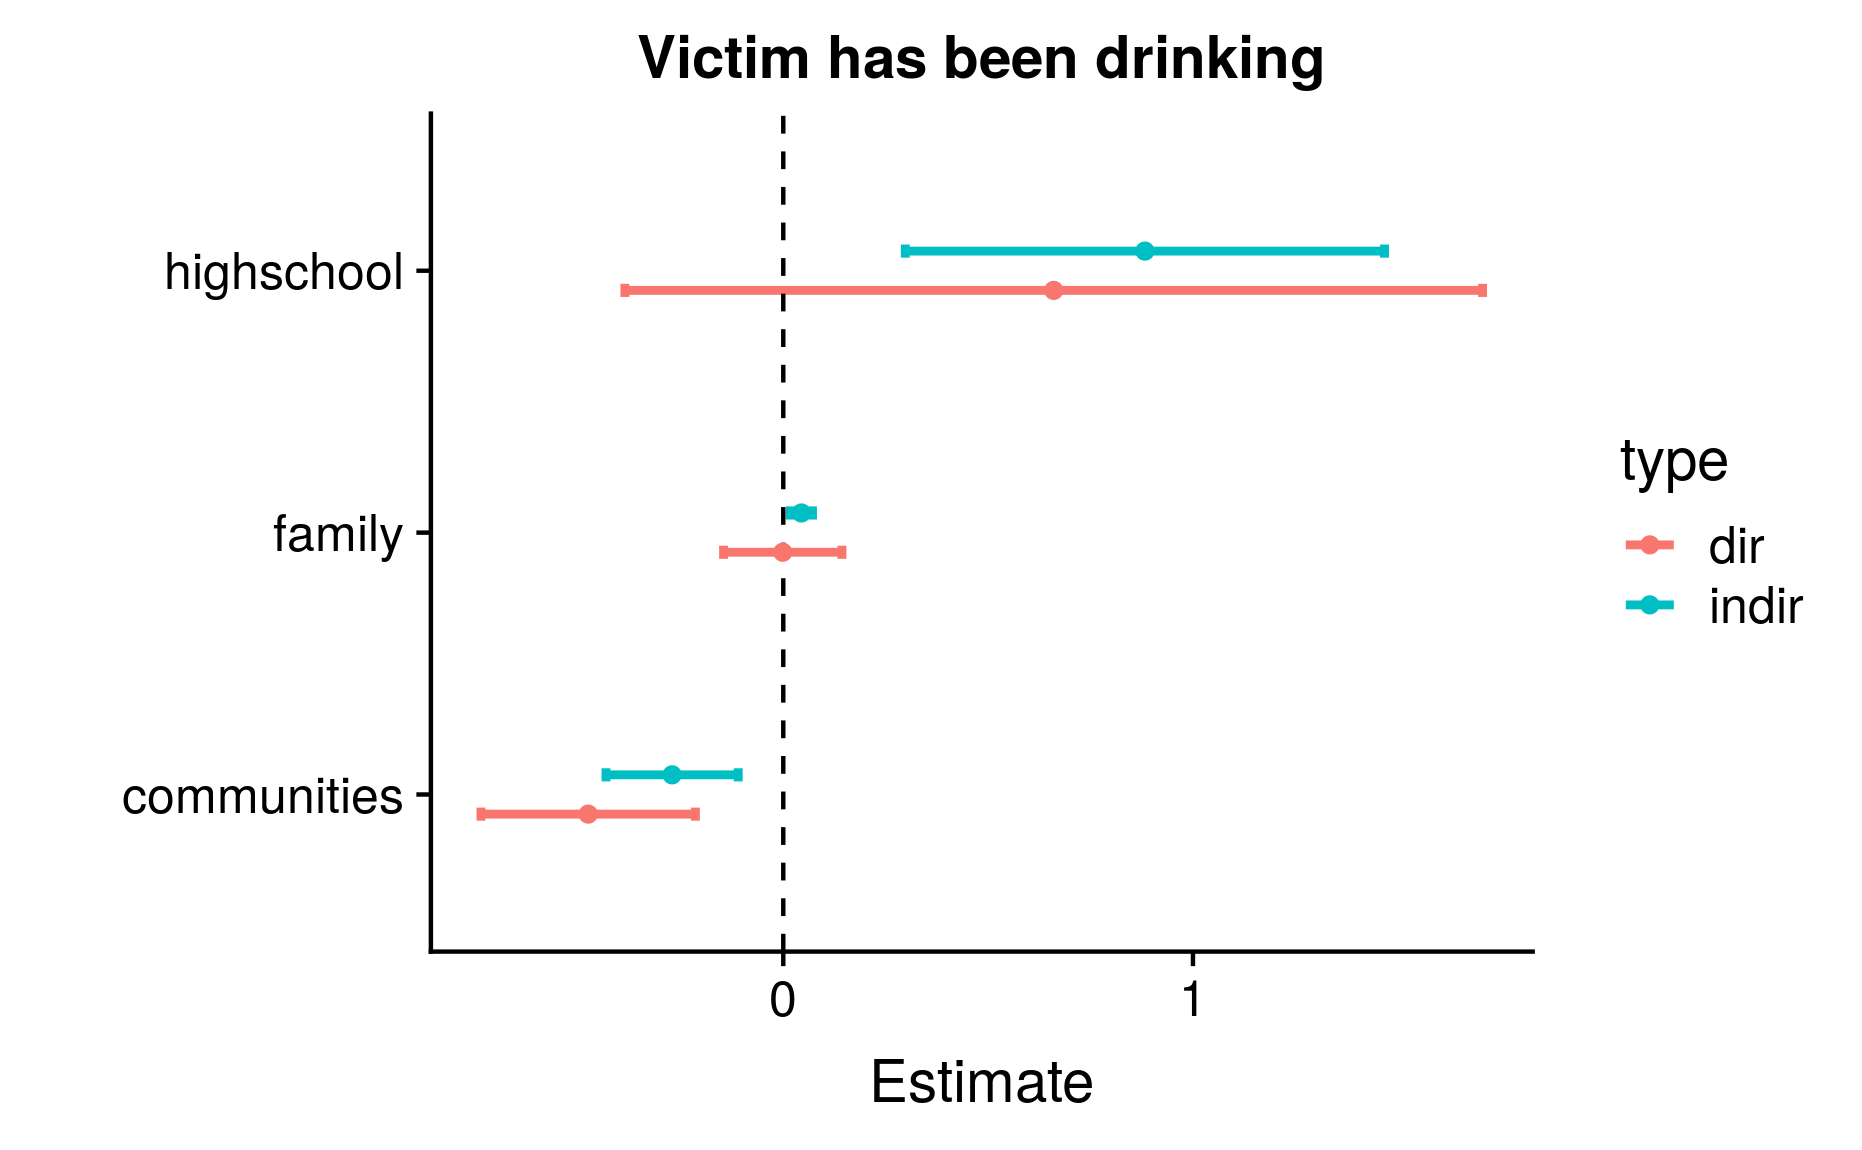 Victim has been drinking
highschool
family
communities
0
1
Estimate
type
dir
indir